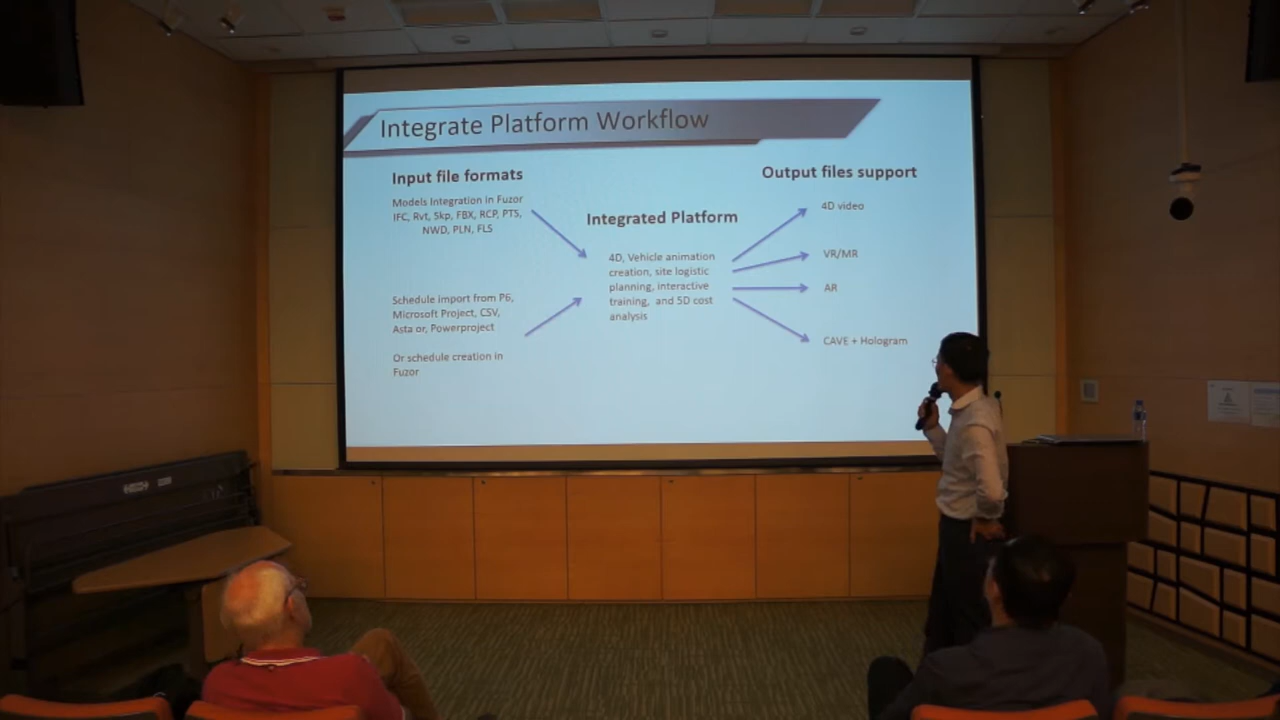 Integrate Platform Workflow
Input file formats
Models Integration in Fuzor
IFC, Rvt, Skp, FBX, RCP, PTS,
NWD, PLN, FLS
Schedule import from P6,
Microsoft Project, CSV,
Asta or, Powerproject
Or schedule creation in
Fuzor
Integrated Platform
4D, Vehicle animation
creation, site logistic
planning, interactive
training, and 5D cost
analysis
Output files support
4D video
VR/MR
AR
CAVE + Hologram